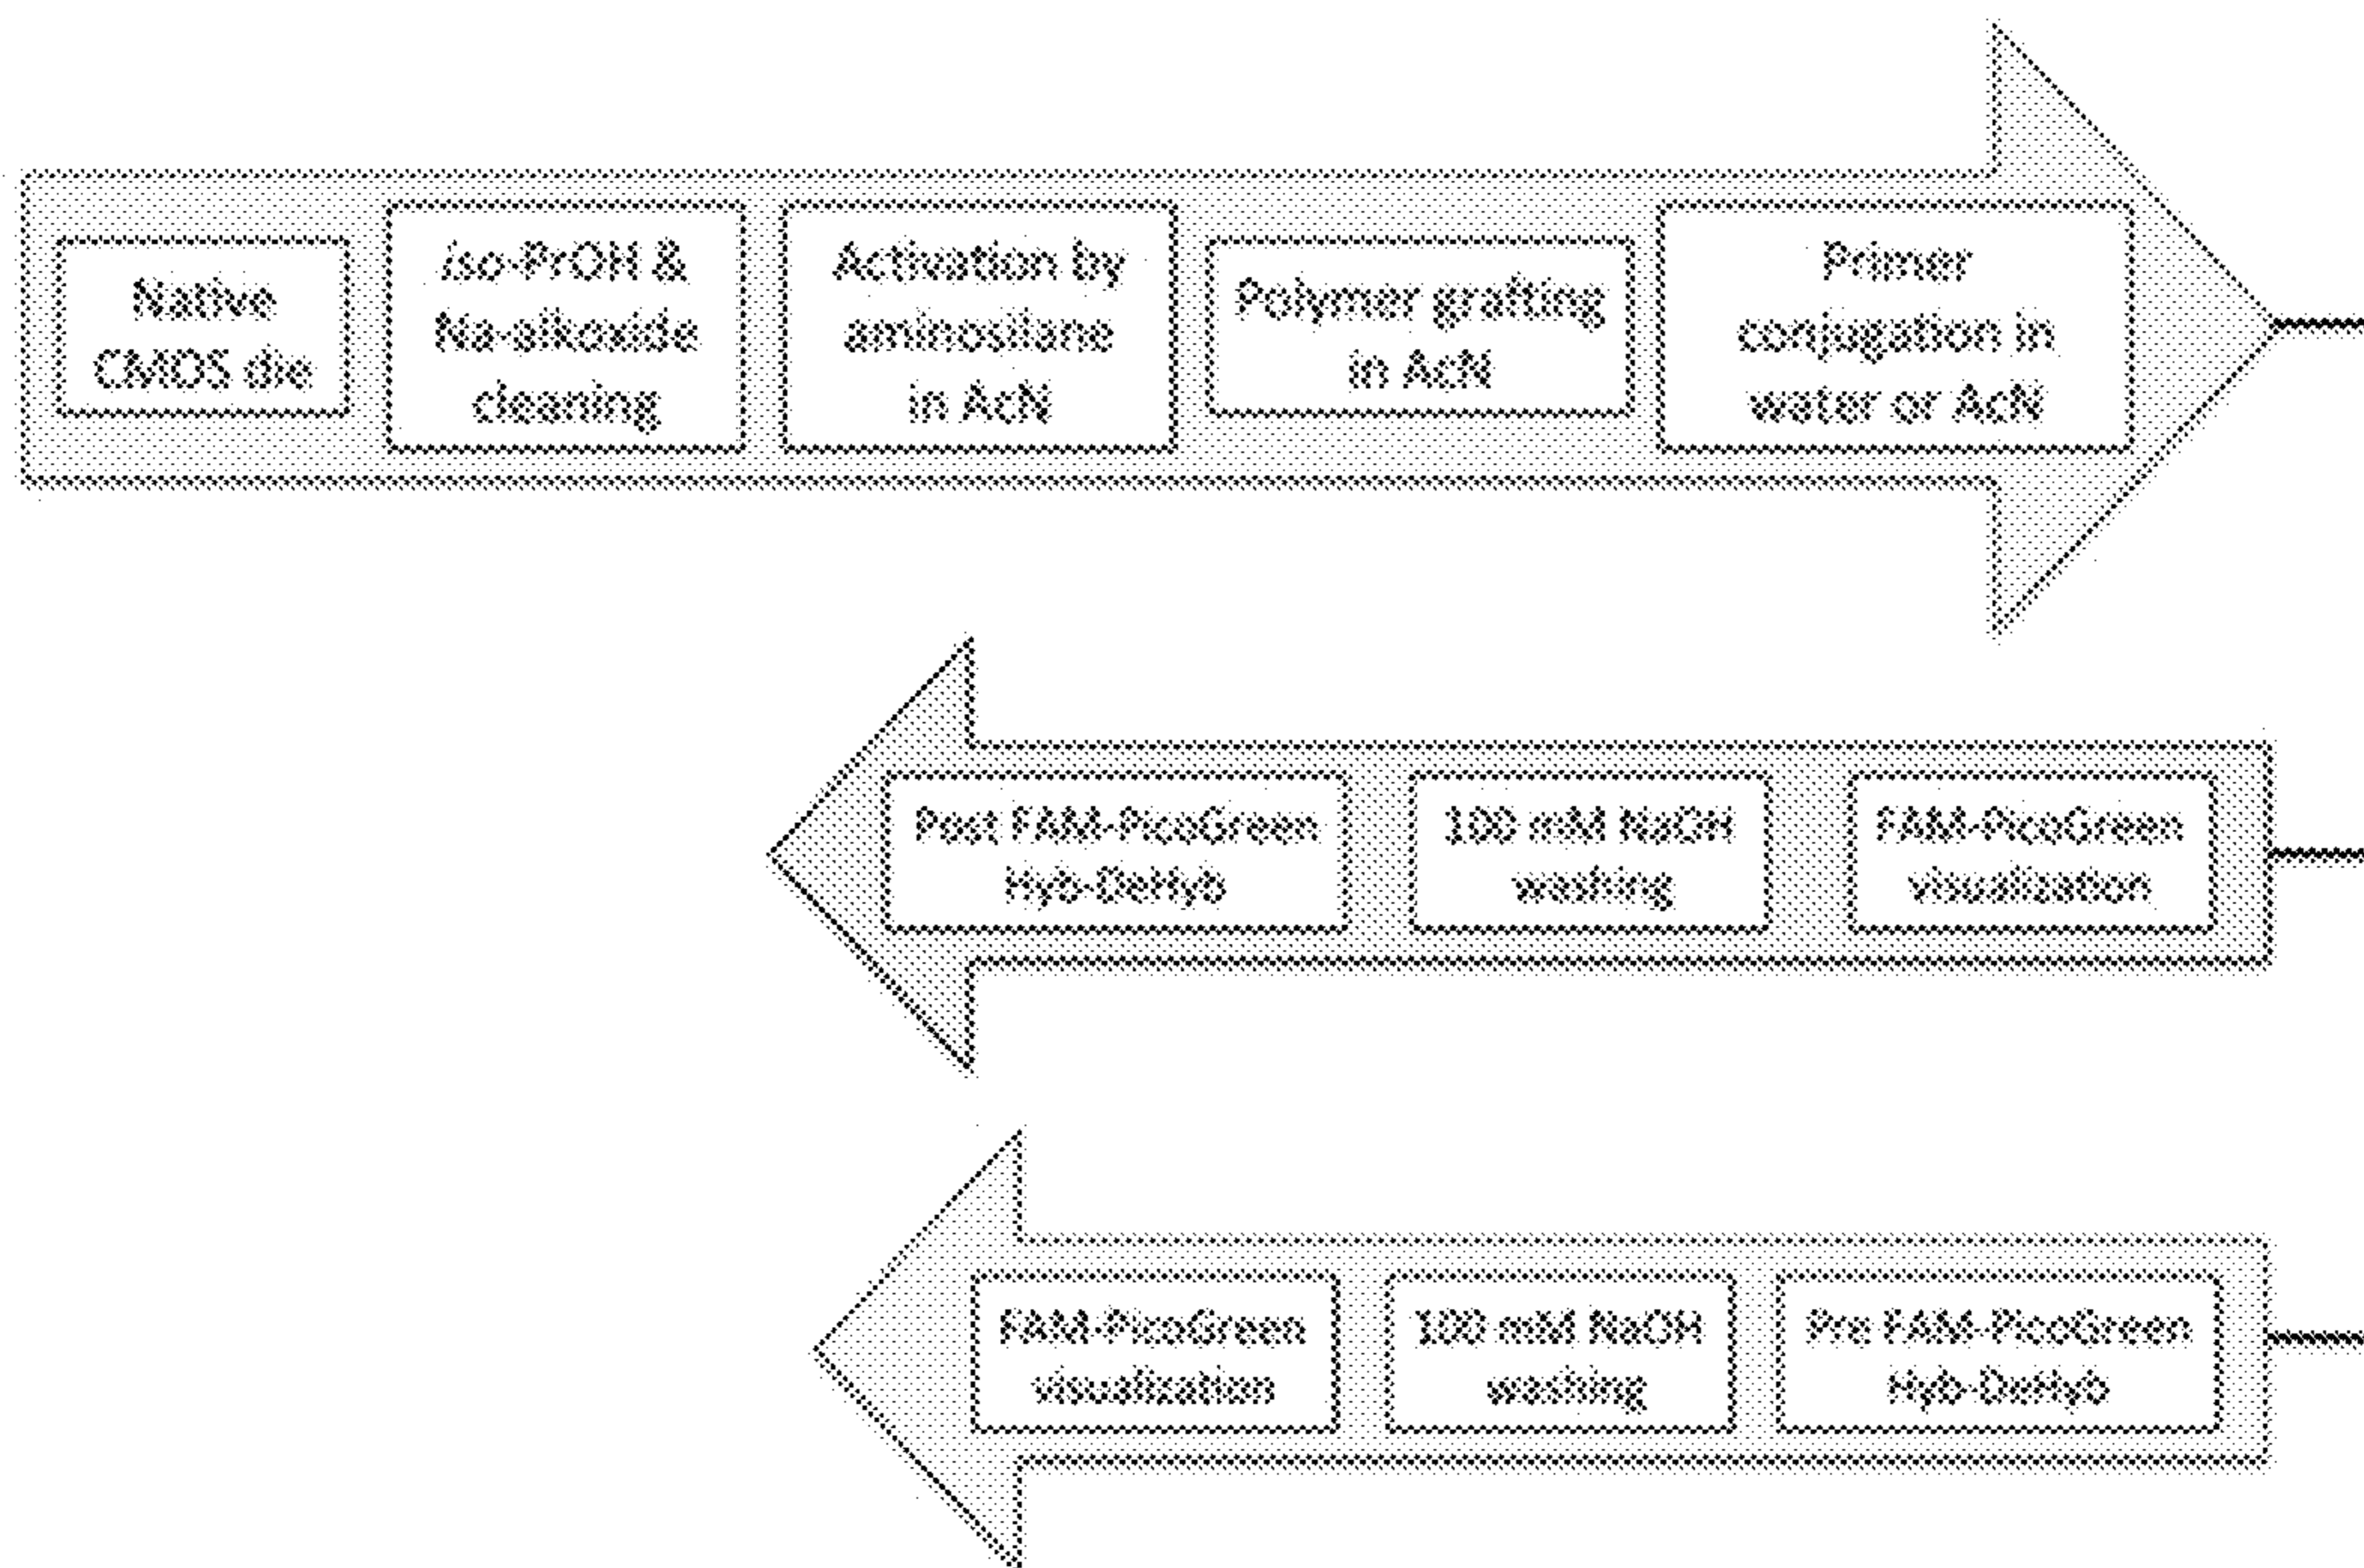 Native
CMOS die
iso-PrOH &
Na-alkoxide
cleaning
Activation by
aminosilane
in AcN
Polymer grafting
in AcN
Primer
conjugation in
water or AcN
Post FAM-PicoGreen
Hyb-DeHyb
100 mM NaOH
washing
FAM-PicoGreen
visualization
FAM-PicoGreen
visualization
100 mM NaOH
washing
Pre FAM-PicoGreen
Hyb-DeHyb